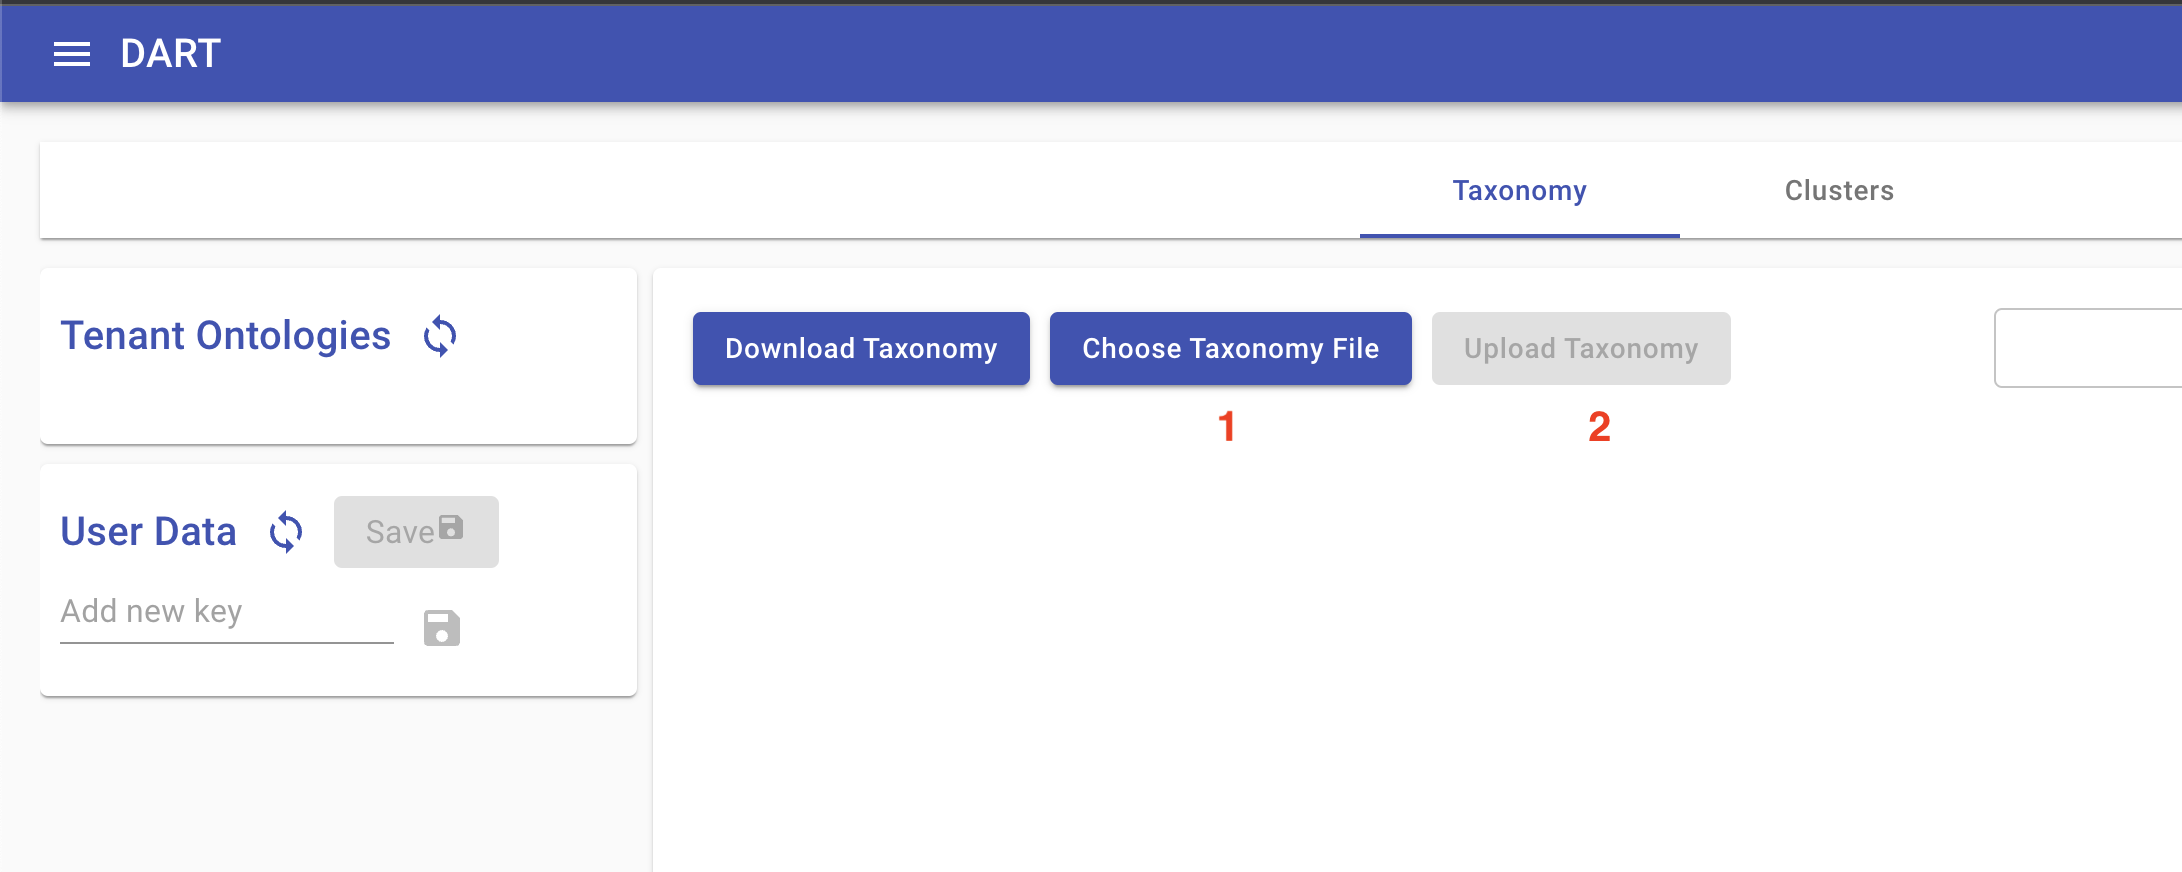 DART
Taxonomy
Clusters
Tenant Ontologies
Download Taxonomy
Choose Taxonomy File
Upload Taxonomy
1
2
User Data
Save
Add new key